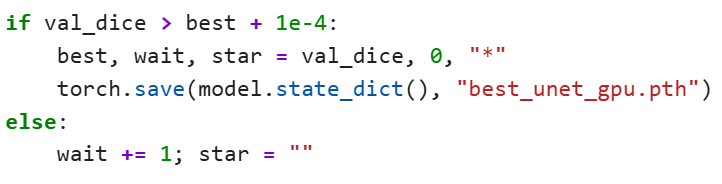 if val_dice > best + 1e-4:
    best, wait, star = val_dice, 0, "*"
    torch.save(model.state_dict(), "best_unet_gpu.pth")
else:
    wait += 1; star = ""